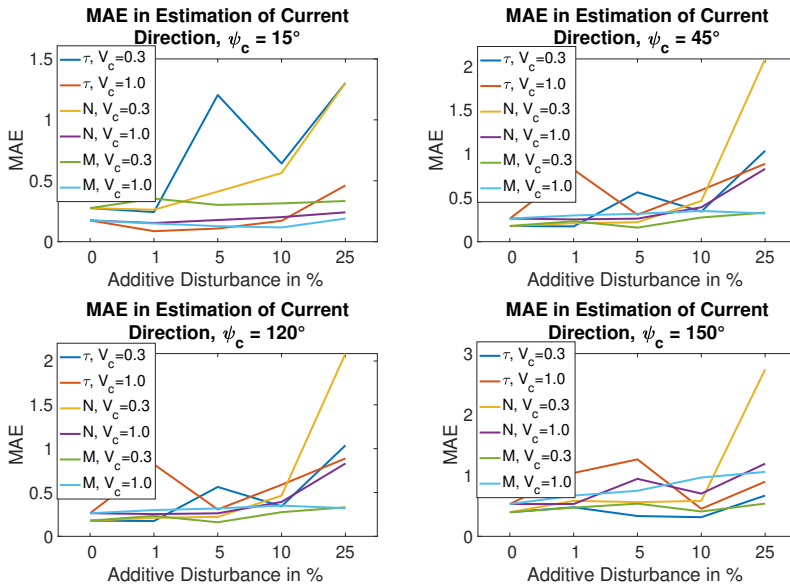 MAE in Estimation of Current
Direction, ψc = 15°
1.5
1
0.5
0
MAE
τ, Vc=0.3
τ, Vc=1.0
N, Vc=0.3
N, Vc=1.0
M, Vc=0.3
M, Vc=1.0
0 1 5 10 25
Additive Disturbance in %
MAE in Estimation of Current
Direction, ψc = 45°
2
1.5
1
0.5
0
MAE
τ, Vc=0.3
τ, Vc=1.0
N, Vc=0.3
N, Vc=1.0
M, Vc=0.3
M, Vc=1.0
0 1 5 10 25
Additive Disturbance in %
MAE in Estimation of Current
Direction, ψc = 120°
2
1.5
1
0.5
0
MAE
τ, Vc=0.3
τ, Vc=1.0
N, Vc=0.3
N, Vc=1.0
M, Vc=0.3
M, Vc=1.0
0 1 5 10 25
Additive Disturbance in %
MAE in Estimation of Current
Direction, ψc = 150°
3
2
1
0
MAE
τ, Vc=0.3
τ, Vc=1.0
N, Vc=0.3
N, Vc=1.0
M, Vc=0.3
M, Vc=1.0
0 1 5 10 25
Additive Disturbance in %